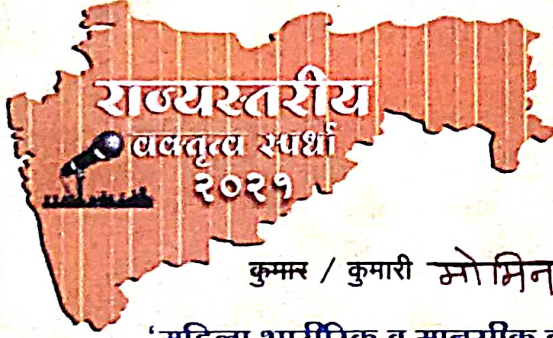 राज्यस्तरीय
वक्तृत्व स्पर्धा
२०२१
कुमार / कुमारी मोमिन